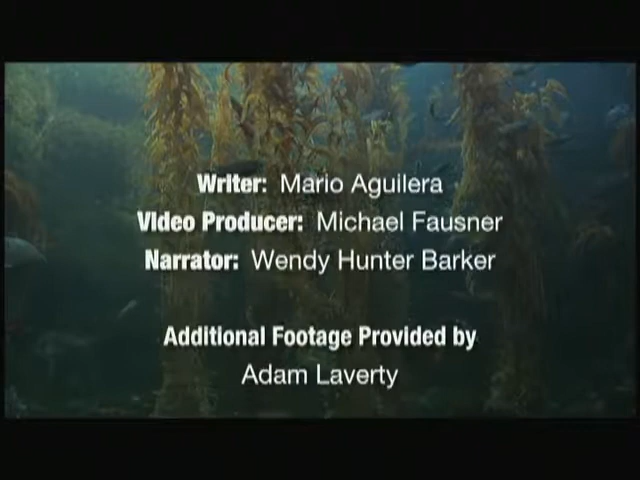 Writer: Mario Aguilera
Video Producer: Michael Fausner
Narrator: Wendy Hunter Barker
Additional Footage Provided by
Adam Laverty